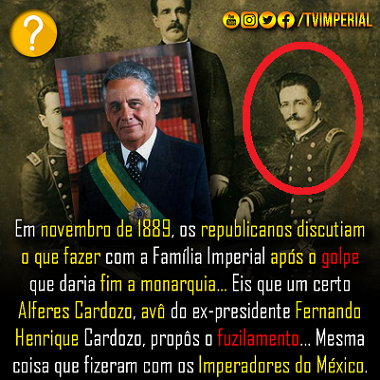 ?
You Tube /TVIMPERIAL
Em novembro de 1889, os republicanos discutiam
o que fazer com a Família Imperial após o golpe
que daria fim a monarquia... Eis que um certo
Alferes Cardozo, avô do ex-presidente Fernando
Henrique Cardozo, propôs o fuzilamento... Mesma
coisa que fizeram com os Imperadores do México.